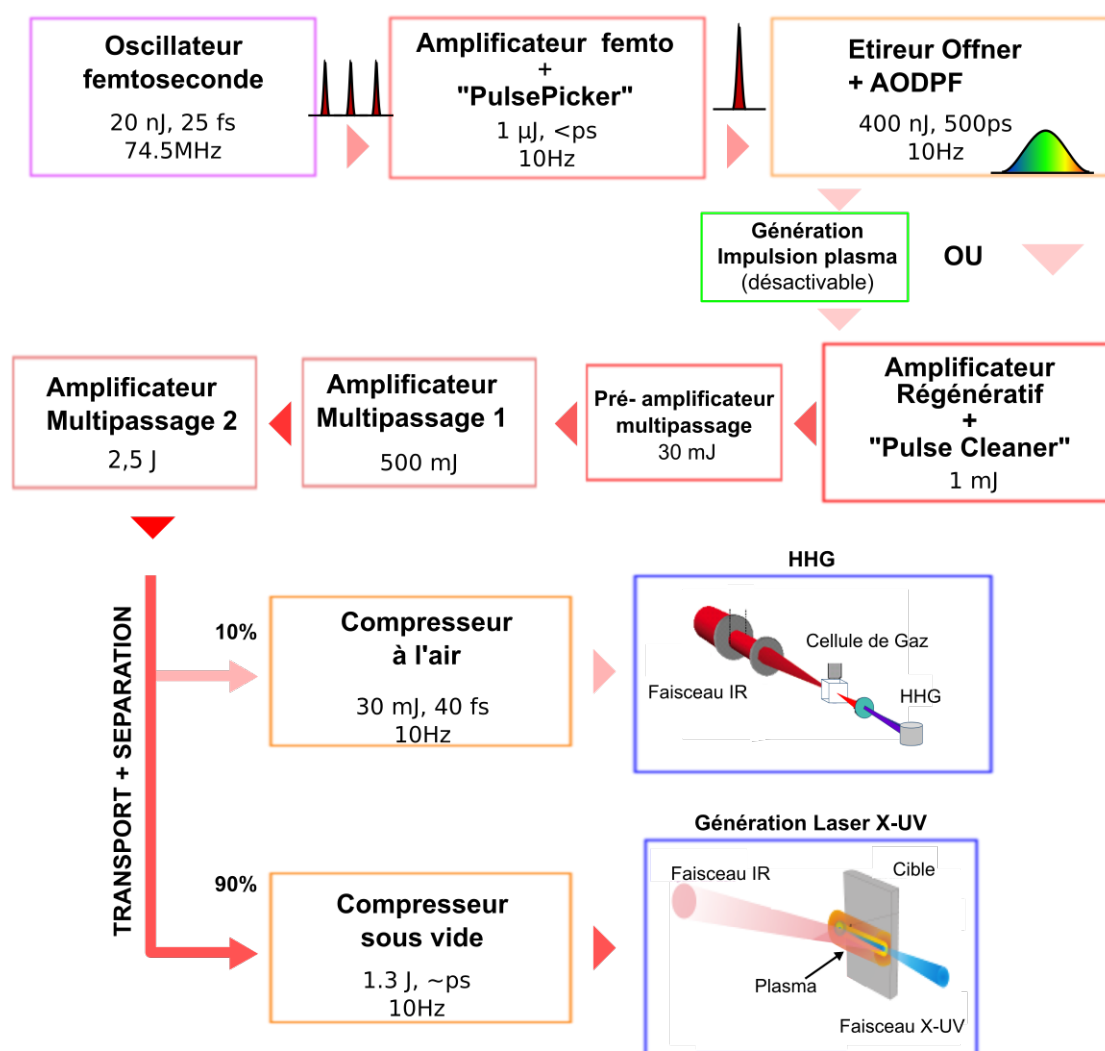 Oscillateur
femtoseconde
20 nJ, 25 fs
74.5MHz
Amplificateur femto
+
"PulsePicker"
1 µJ, <ps
10Hz
Etireur Offner
+ AODPF
400 nJ, 500ps
10Hz
Génération
Impulsion plasma
(désactivable)
OU
Amplificateur
Régénératif
+
"Pulse Cleaner"
1 mJ
Pré- amplificateur
multipassage
30 mJ
Amplificateur
Multipassage 1
500 mJ
Amplificateur
Multipassage 2
2,5 J
TRANSPORT + SEPARATION
10%
Compresseur
à l'air
30 mJ, 40 fs
10Hz
HHG
Faisceau IR
Cellule de Gaz
HHG
90%
Compresseur
sous vide
1.3 J, ~ps
10Hz
Génération Laser X-UV
Faisceau IR
Cible
Plasma
Faisceau X-UV